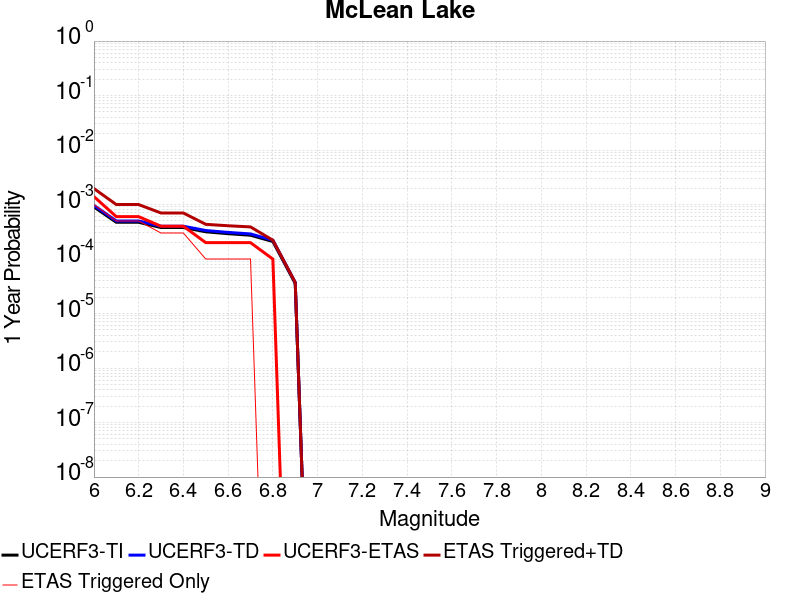 McLean Lake
10^0
10^-1
10^-2
10^-3
10^-4
10^-5
10^-6
10^-7
10^-8
1 Year Probability
6 6.2 6.4 6.6 6.8 7 7.2 7.4 7.6 7.8 8 8.2 8.4 8.6 8.8 9
Magnitude
UCERF3-TI UCERF3-TD UCERF3-ETAS ETAS Triggered+TD
ETAS Triggered Only